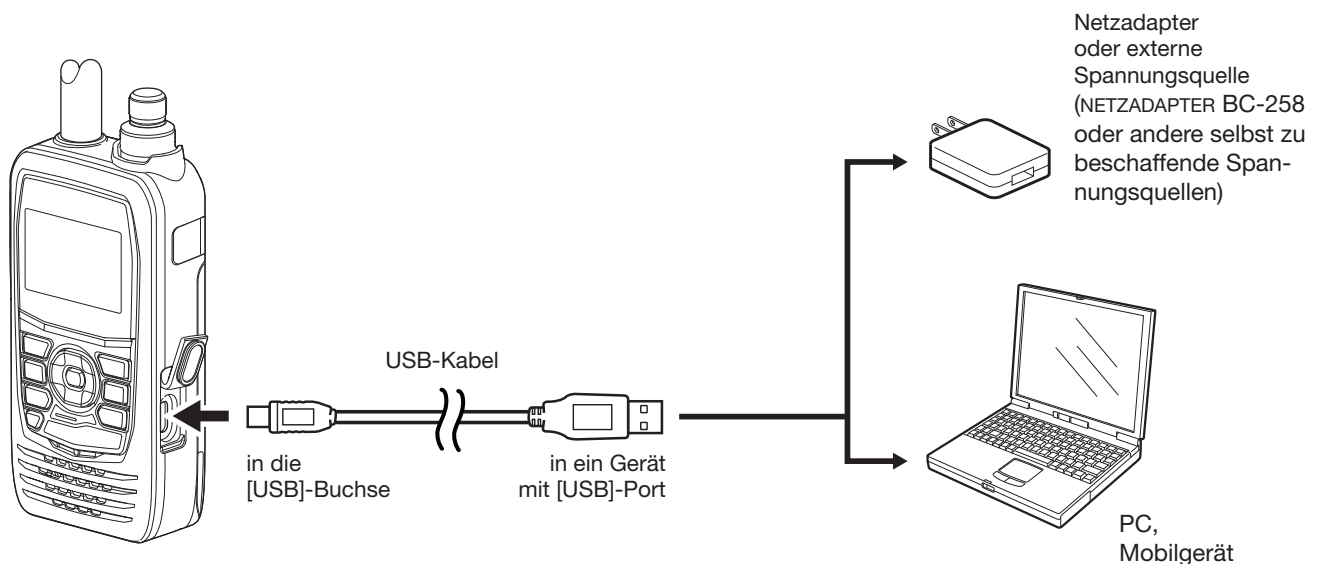 Netzadapter
oder externe
Spannungsquelle
(NETZADAPTER BC-258
oder andere selbst zu
beschaffende Span-
nungsquellen)
USB-Kabel
in die
[USB]-Buchse
in ein Gerät
mit [USB]-Port
PC,
Mobilgerät